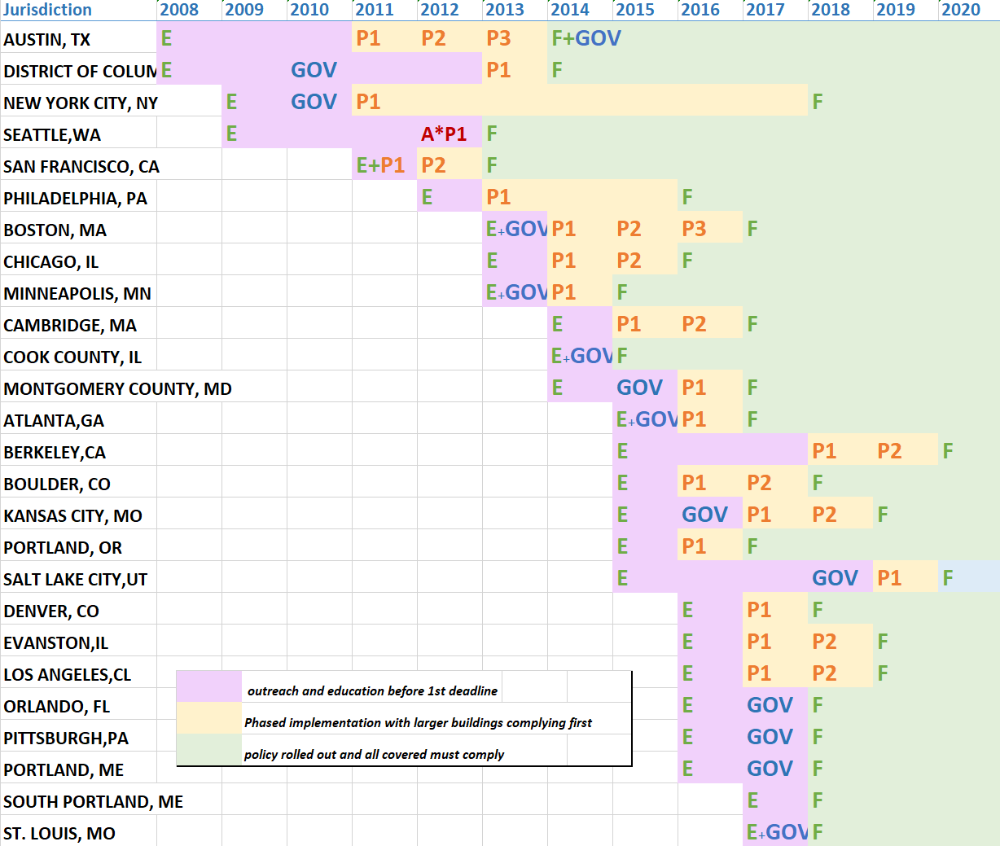 Jurisdiction 2008 2009 2010 2011 2012 2013 2014 2015 2016 2017 2018 2019 2020
AUSTIN, TX E P1 P2 P3 F+GOV
DISTRICT OF COLUM E GOV P1 F
NEW YORK CITY, NY E GOV P1 F
SEATTLE,WA E A*P1 F
SAN FRANCISCO, CA E+P1 P2 F
PHILADELPHIA, PA E P1 F
BOSTON, MA E+GOV P1 P2 P3 F
CHICAGO, IL E P1 P2 F
MINNEAPOLIS, MN E+GOV P1 F
CAMBRIDGE, MA E P1 P2 F
COOK COUNTY, IL E+GOV F
MONTGOMERY COUNTY, MD E GOV P1 F
ATLANTA,GA E+GOV P1 F
BERKELEY,CA E P1 P2 F
BOULDER, CO E P1 P2 F
KANSAS CITY, MO E GOV P1 P2 F
PORTLAND, OR E P1 F
SALT LAKE CITY,UT E GOV P1 F
DENVER, CO E P1 F
EVANSTON,IL E P1 P2 F
LOS ANGELES,CL E P1 P2 F
outreach and education before 1st deadline
ORLANDO, FL E GOV F
Phased implementation with larger buildings complying first
PITTSBURGH,PA E GOV F
policy rolled out and all covered must comply
PORTLAND, ME E GOV F
SOUTH PORTLAND, ME E F
ST. LOUIS, MO E+GOV F